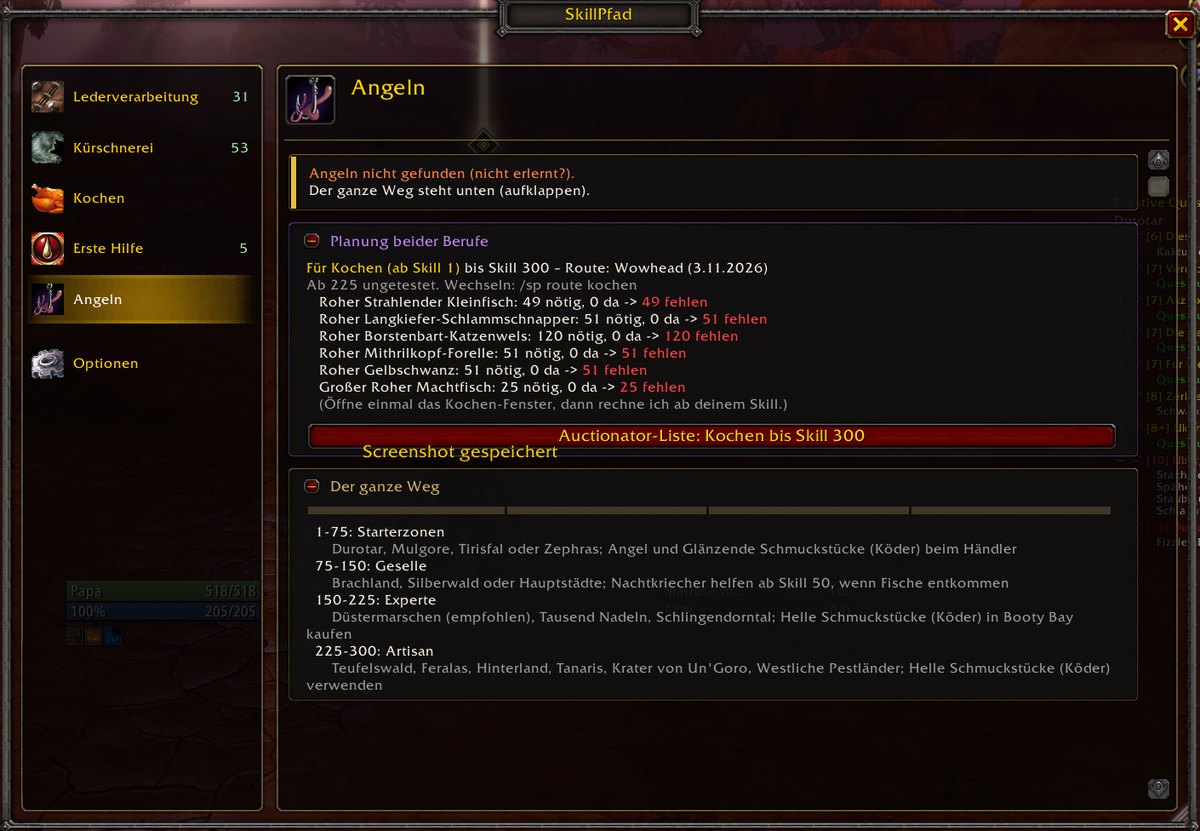 SkillPfad
Lederverarbeitung 31
Kürschnerei 53
Kochen
Erste Hilfe 5
Angeln
Optionen
Papa 518/518
100% 205/205
Angeln
Angeln nicht gefunden (nicht erlernt?).
Der ganze Weg steht unten (aufklappen).
Planung beider Berufe
Für Kochen (ab Skill 1) bis Skill 300 - Route: Wowhead (3.11.2026)
Ab 225 ungetestet. Wechseln: /sp route kochen
Roher Strahlender Kleinfisch: 49 nötig, 0 da -> 49 fehlen
Roher Langkiefer-Schlammschnapper: 51 nötig, 0 da -> 51 fehlen
Roher Borstenbart-Katzenwels: 120 nötig, 0 da -> 120 fehlen
Roher Mithrilkopf-Forelle: 51 nötig, 0 da -> 51 fehlen
Roher Gelbschwanz: 51 nötig, 0 da -> 51 fehlen
Großer Roher Machtfisch: 25 nötig, 0 da -> 25 fehlen
(Öffne einmal das Kochen-Fenster, dann rechne ich ab deinem Skill.)
Auctionator-Liste: Kochen bis Skill 300
Screenshot gespeichert
Der ganze Weg
1-75: Starterzonen
Durotar, Mulgore, Tirisfal oder Zephras; Angel und Glänzende Schmuckstücke (Köder) beim Händler
75-150: Geselle
Brachland, Silberwald oder Hauptstädte; Nachtkriecher helfen ab Skill 50, wenn Fische entkommen
150-225: Experte
Düstermarschen (empfohlen), Tausend Nadeln, Schlingendorntal; Helle Schmuckstücke (Köder) in Booty Bay
kaufen
225-300: Artisan
Teufelswald, Feralas, Hinterland, Tanaris, Krater von Un'Goro, Westliche Pestländer; Helle Schmuckstücke (Köder)
verwenden
Durotar
[6]
[7]
[7]
[7]
[7]
[8]
[8+]
[10]